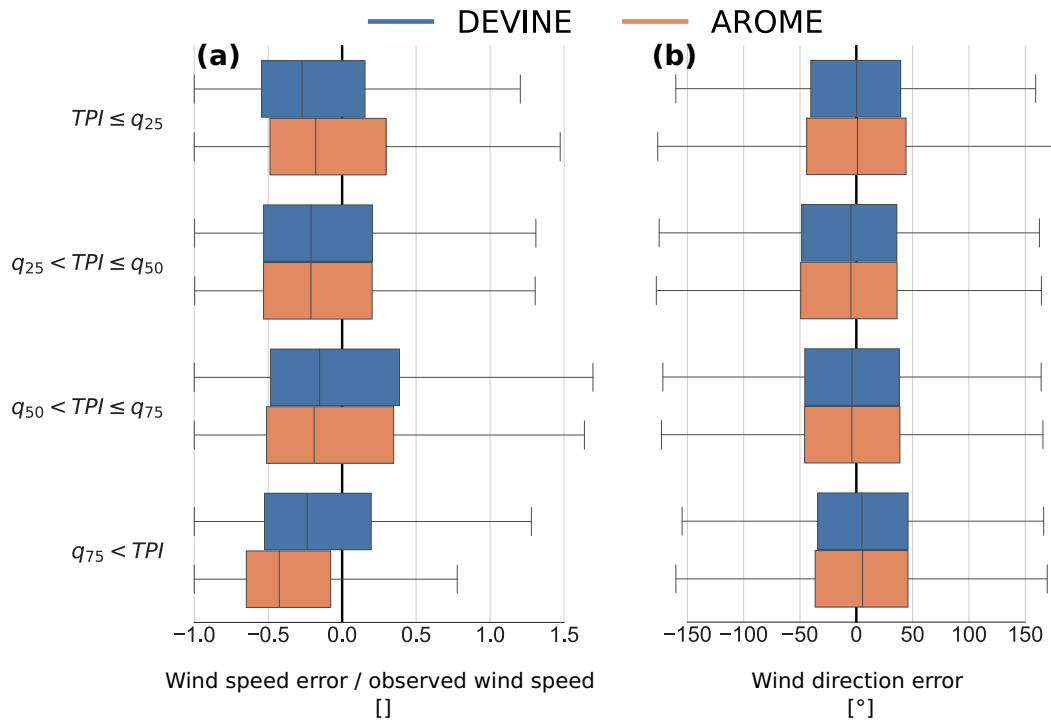 DEVINE AROME
(a) (b)
TPI ≤ q₂₅
q₂₅ < TPI ≤ q₅₀
q₅₀ < TPI ≤ q₇₅
q₇₅ < TPI
−1.0 −0.5 0.0 0.5 1.0 1.5
−150 −100 −50 0 50 100 150
Wind speed error / observed wind speed
[]
Wind direction error
[°]